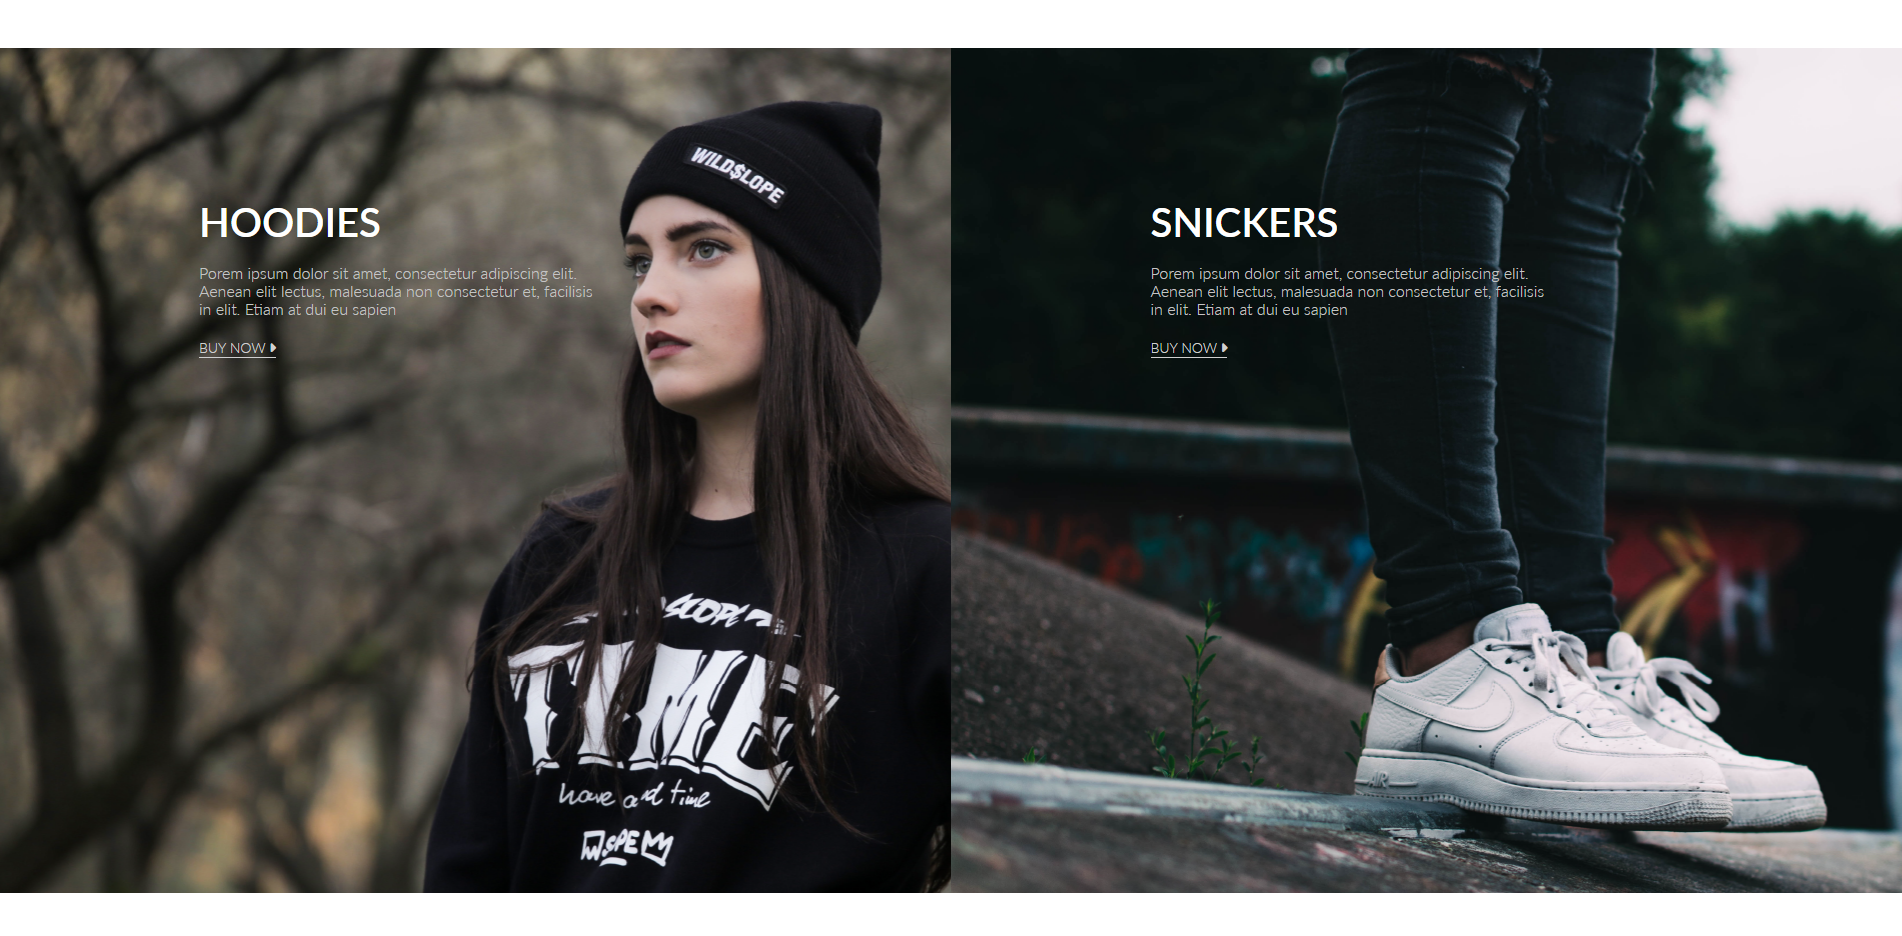 WILD$LOPE
HOODIES
Porem ipsum dolor sit amet, consectetur adipiscing elit.
Aenean elit lectus, malesuada non consectetur et, facilisis
in elit. Etiam at dui eu sapien
BUY NOW
TIME
have and time
SNICKERS
Porem ipsum dolor sit amet, consectetur adipiscing elit.
Aenean elit lectus, malesuada non consectetur et, facilisis
in elit. Etiam at dui eu sapien
BUY NOW
AIR